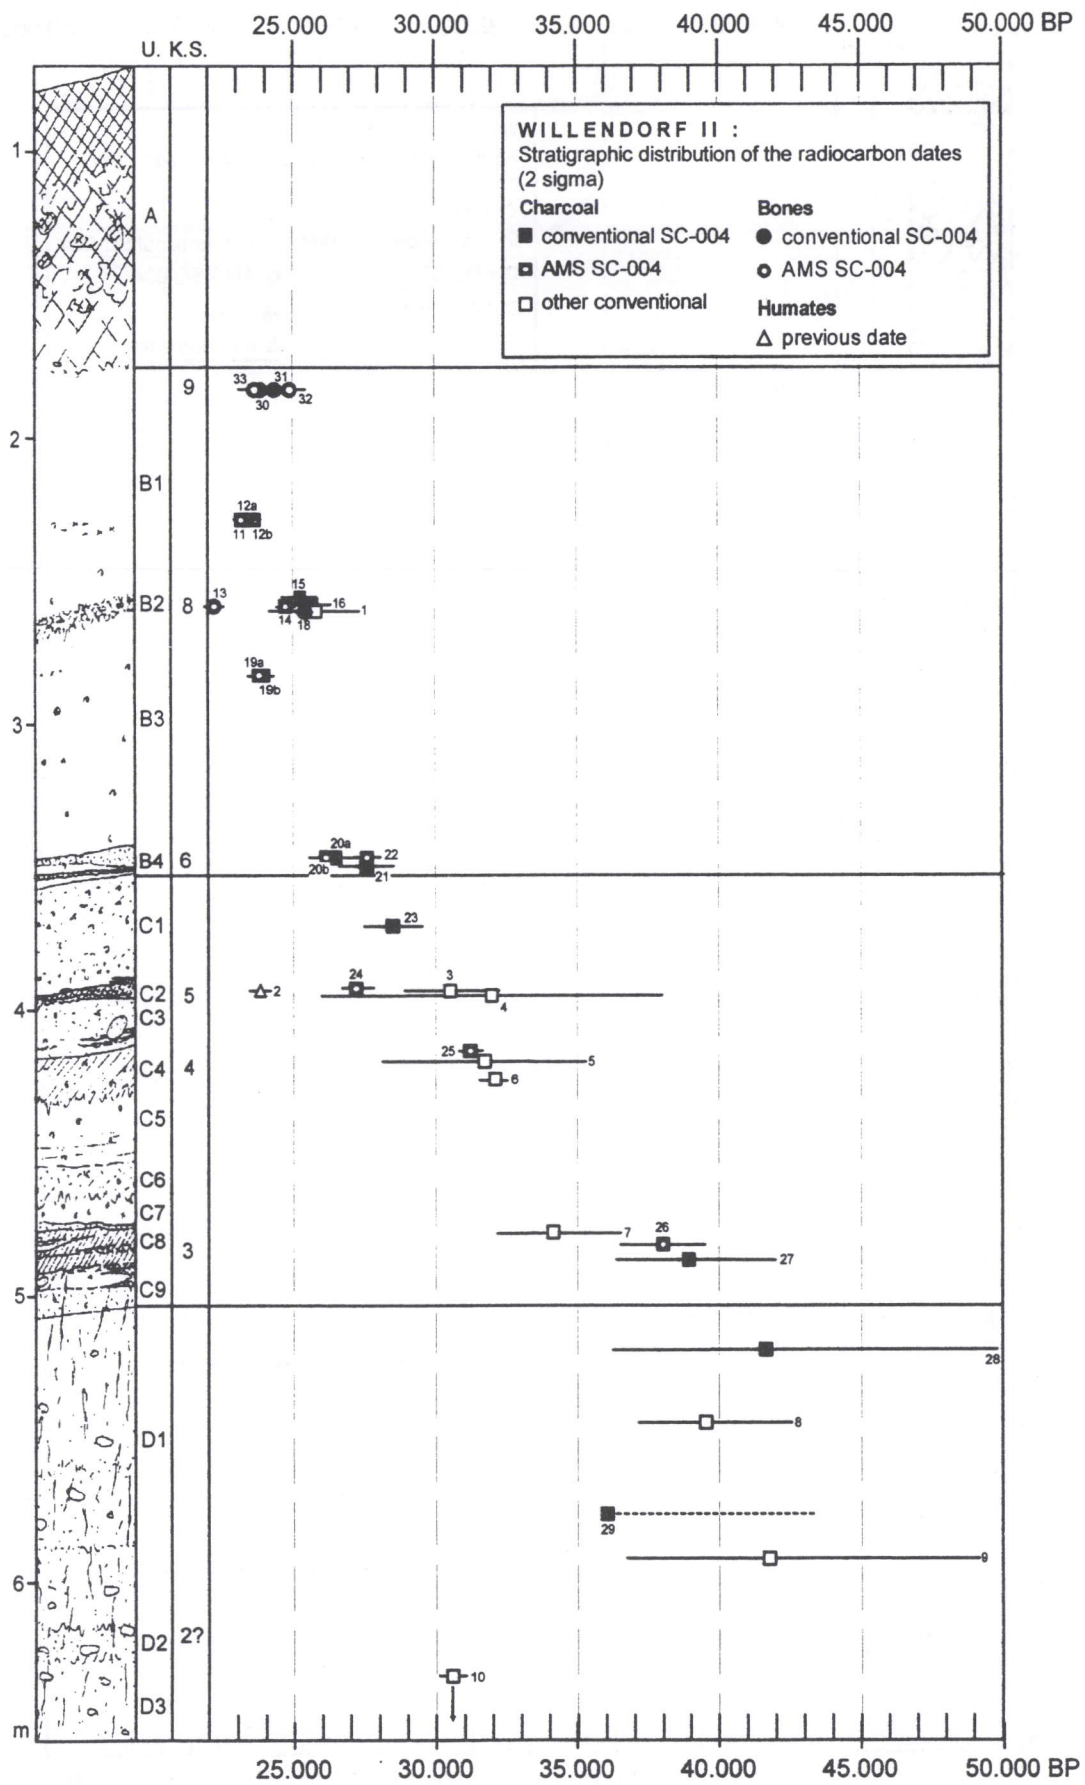 25.000 30.000 35.000 40.000 45.000 50.000 BP
U. K.S.
WILLENDORF II :
Stratigraphic distribution of the radiocarbon dates
(2 sigma)
Charcoal
conventional SC-004
AMS SC-004
other conventional
Bones
conventional SC-004
AMS SC-004
Humates
previous date
1
A
9
33
31
30
32
2
B1
12a
11
12b
B2
8
13
15
16
1
14
18
19a
19b
3
B3
B4
6
20a
22
20b
21
C1
23
C2
5
2
24
3
4
4
C3
25
C4
4
5
6
C5
C6
C7
7
26
C8
3
27
5
C9
28
8
D1
29
9
6
D2
2?
10
D3
m
25.000 30.000 35.000 40.000 45.000 50.000 BP